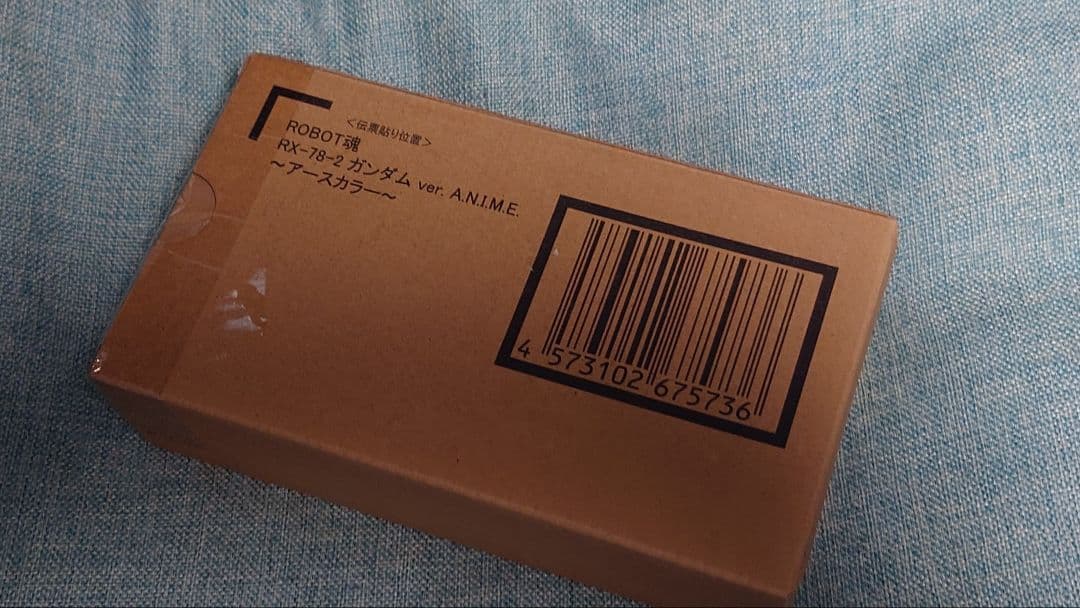 ＜伝票貼り位置＞
ROBOT魂
RX-78-2 ガンダム ver. A.N.I.M.E.
～アースカラー～
4 573102 675736